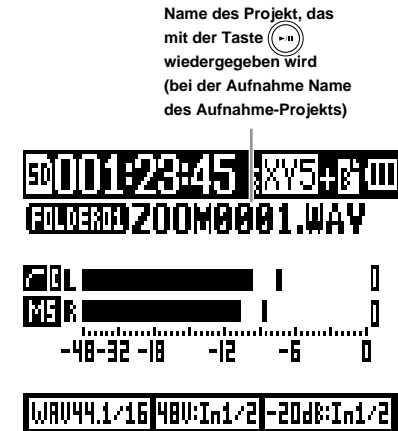 Name des Projekt, das
mit der Taste
wiedergegeben wird
(bei der Aufnahme Name
des Aufnahme-Projekts)
SD 001:23:45 XY5+
FOLDER01 ZOOM0001.WAV
L 0
MS R 0
-48-32 -18 -12 -6 0
WAV44.1/16 48V:In1/2 -20dB:In1/2